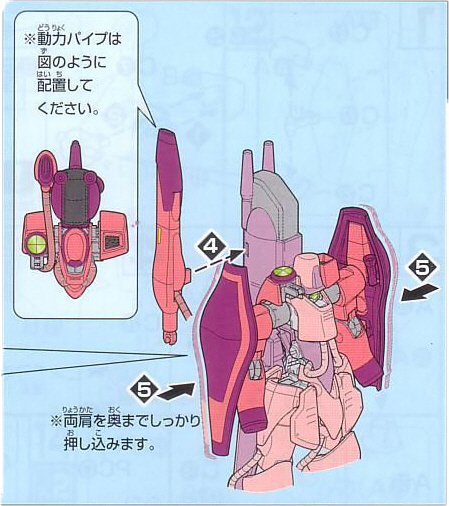 ※動力パイプは
図のように
配置して
ください。
4
5
5
※両肩を奥までしっかり
押し込みます。